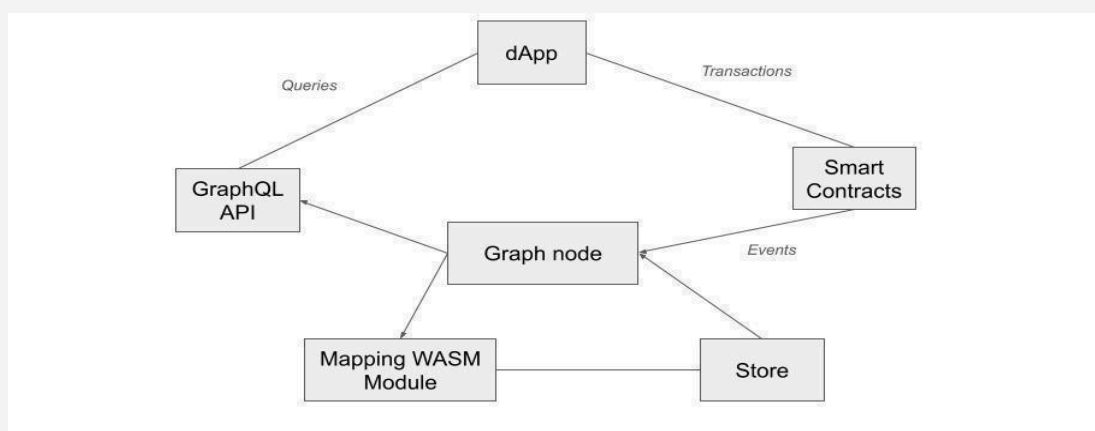 dApp
Queries
Transactions
GraphQL
API
Smart
Contracts
Graph node
Events
Mapping WASM
Module
Store